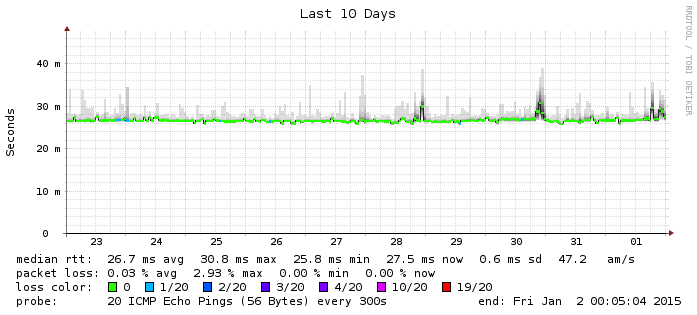 Last 10 Days
RRDTOOL / TOBI OETIKER
Seconds
40 m
30 m
20 m
10 m
0
23 24 25 26 27 28 29 30 31 01
median rtt: 26.7 ms avg 30.8 ms max 25.8 ms min 27.5 ms now 0.6 ms sd 47.2 am/s
packet loss: 0.03 % avg 2.93 % max 0.00 % min 0.00 % now
loss color: 0 1/20 2/20 3/20 4/20 10/20 19/20
probe: 20 ICMP Echo Pings (56 Bytes) every 300s end: Fri Jan 2 00:05:04 2015